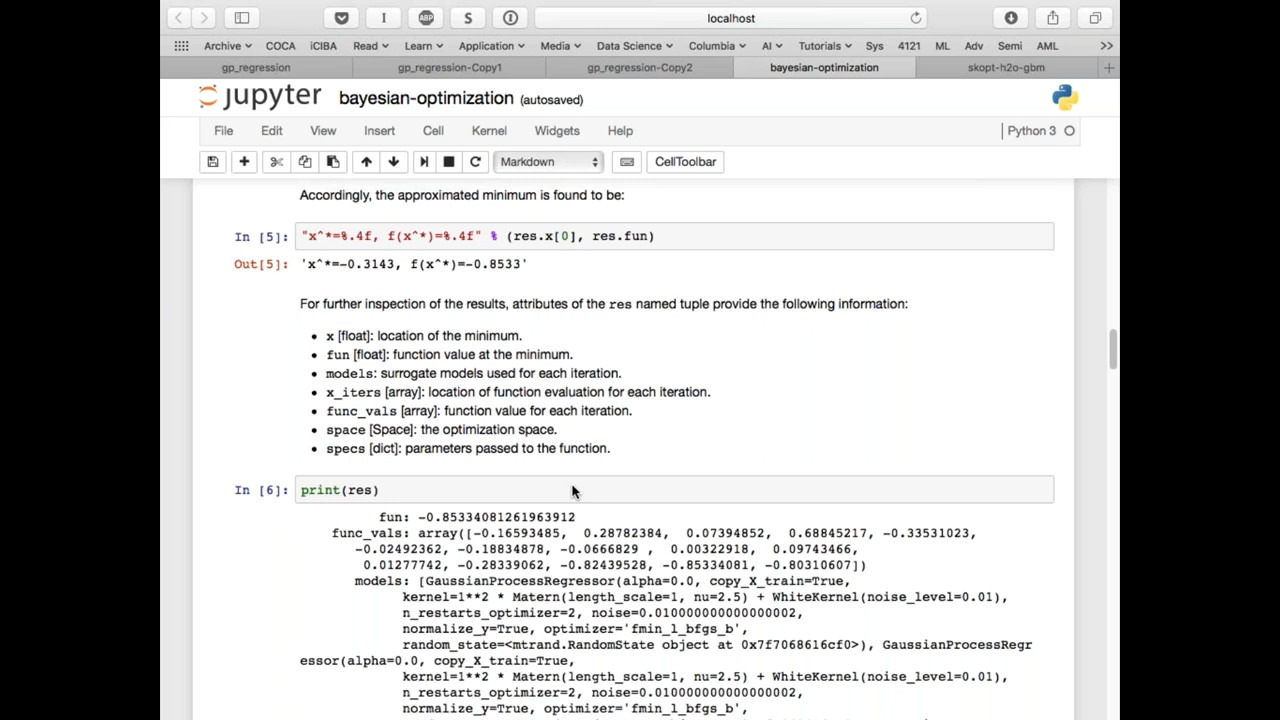 localhost
Archive COCA iCIBA Read Learn Application Media Data Science Columbia AI Tutorials Sys 4121 ML Adv Semi AML >>
gp_regression gp_regression-Copy1 gp_regression-Copy2 bayesian-optimization skopt-h2o-gbm +
jupyter bayesian-optimization (autosaved)
File Edit View Insert Cell Kernel Widgets Help Python 3
Markdown CellToolbar
Accordingly, the approximated minimum is found to be:
In [5]: "x^*=%.4f, f(x^*)=%.4f" % (res.x[0], res.fun)
Out[5]: 'x^*=-0.3143, f(x^*)=-0.8533'
For further inspection of the results, attributes of the res named tuple provide the following information:
• x [float]: location of the minimum.
• fun [float]: function value at the minimum.
• models: surrogate models used for each iteration.
• x_iters [array]: location of function evaluation for each iteration.
• func_vals [array]: function value for each iteration.
• space [Space]: the optimization space.
• specs [dict]: parameters passed to the function.
In [6]: print(res)
fun: -0.85334081261963912
func_vals: array([-0.16593485, 0.28782384, 0.07394852, 0.68845217, -0.33531023,
-0.02492362, -0.18834878, -0.0666829 , 0.00322918, 0.09743466,
0.01277742, -0.28339062, -0.82439528, -0.85334081, -0.80310607])
models: [GaussianProcessRegressor(alpha=0.0, copy_X_train=True,
kernel=1**2 * Matern(length_scale=1, nu=2.5) + WhiteKernel(noise_level=0.01),
n_restarts_optimizer=2, noise=0.010000000000000002,
normalize_y=True, optimizer='fmin_l_bfgs_b',
random_state=<mtrand.RandomState object at 0x7f7068616cf0>), GaussianProcessRegr
essor(alpha=0.0, copy_X_train=True,
kernel=1**2 * Matern(length_scale=1, nu=2.5) + WhiteKernel(noise_level=0.01),
n_restarts_optimizer=2, noise=0.010000000000000002,
normalize_y=True, optimizer='fmin_l_bfgs_b',